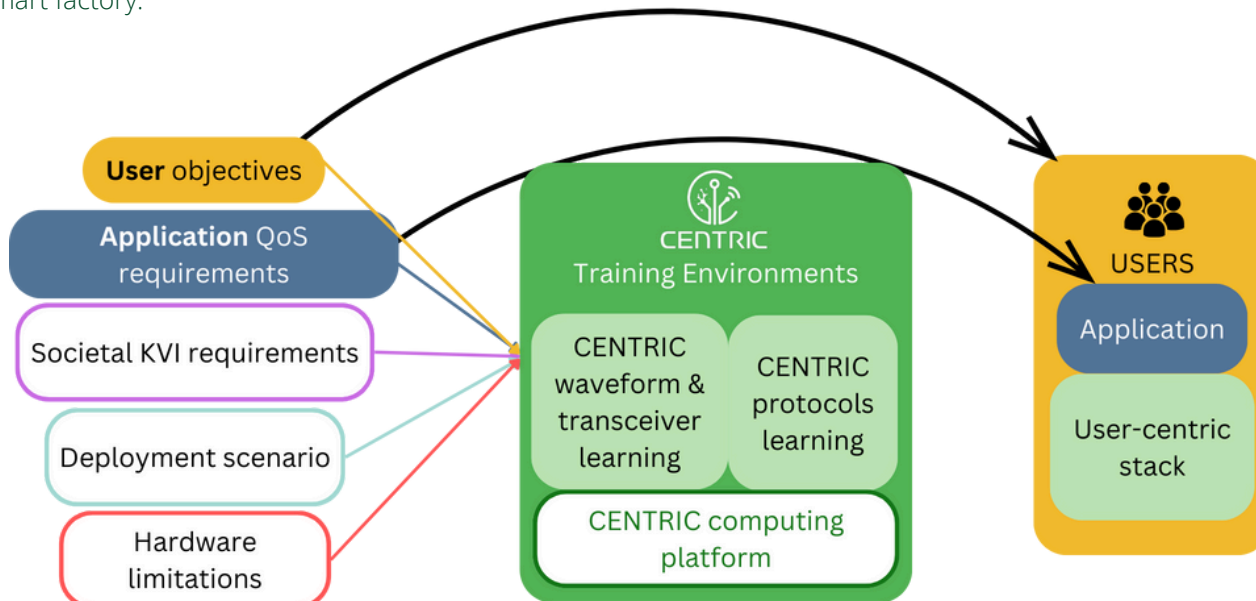 mart factory.
User objectives
Application QoS
requirements
Societal KVI requirements
Deployment scenario
Hardware
limitations
CENTRIC
Training Environments
CENTRIC
waveform &
transceiver
learning
CENTRIC
protocols
learning
CENTRIC computing
platform
USERS
Application
User-centric
stack